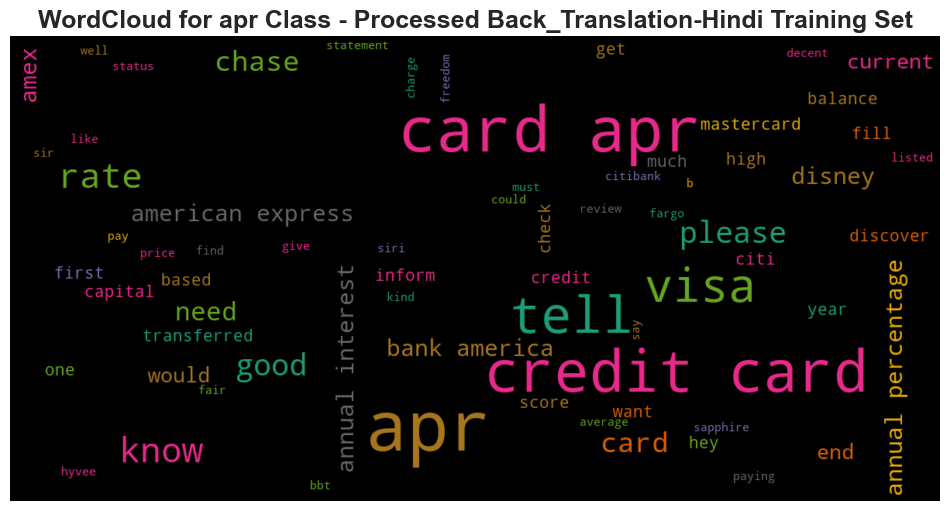 WordCloud for apr Class - Processed Back_Translation-Hindi Training Set
well
statement
get
decent
amex
status
chase
charge
freedom
current
balance
card apr
mastercard
fill
like
sir
much
high
listed
rate
citibank
b
disney
must
could
american express
check
review
fargo
please
discover
pay
price
find
give
siri
citi
first
based
inform
credit
visa
capital
kind
annual interest
annual percentage
need
tell
year
transferred
say
bank america
one
would
good
fair
credit card
score
want
apr
average
sapphire
know
card
hey
end
hyvee
bbt
paying